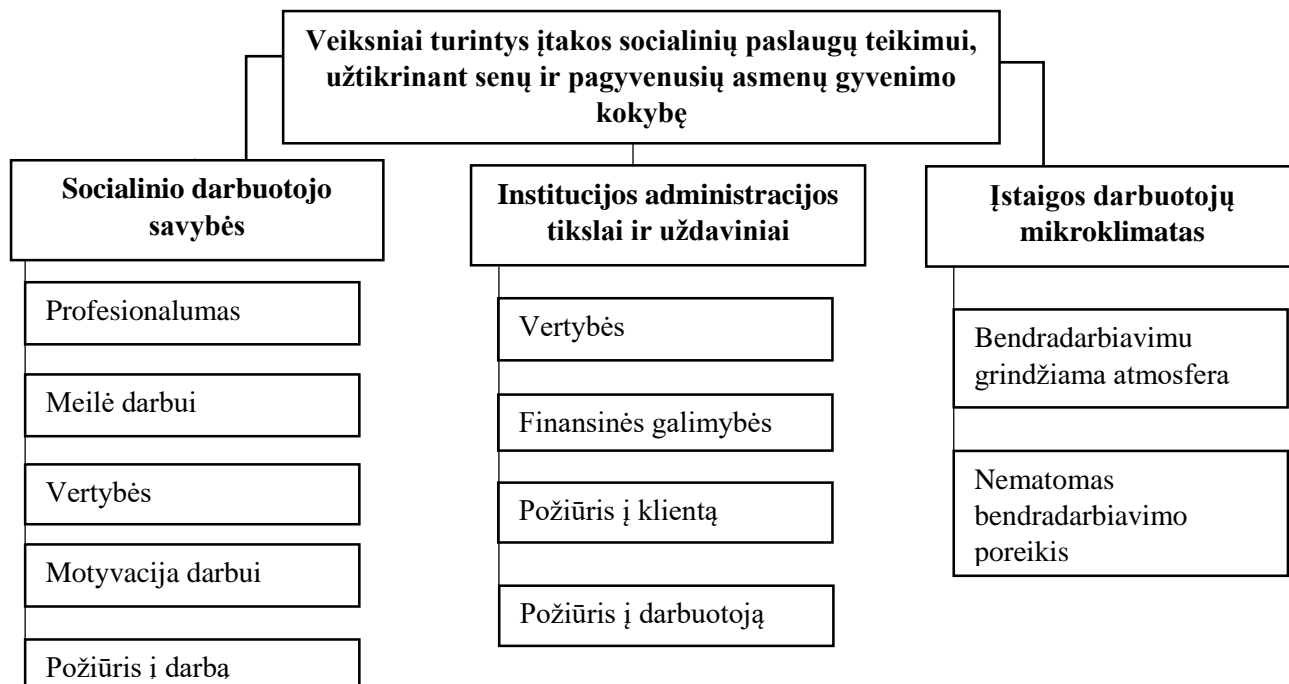 Veiksniai turintys įtakos socialinių paslaugų teikimui,
užtikrinant senų ir pagyvenusių asmenų gyvenimo
kokybę
Socialinio darbuotojo
savybės
Profesionalumas
Meilė darbui
Vertybės
Motyvacija darbui
Požiūris į darbą
Institucijos administracijos
tikslai ir uždaviniai
Vertybės
Finansinės galimybės
Požiūris į klientą
Požiūris į darbuotoją
Įstaigos darbuotojų
mikroklimatas
Bendradarbiavimu
grindžiama atmosfera
Nematomas
bendradarbiavimo
poreikis